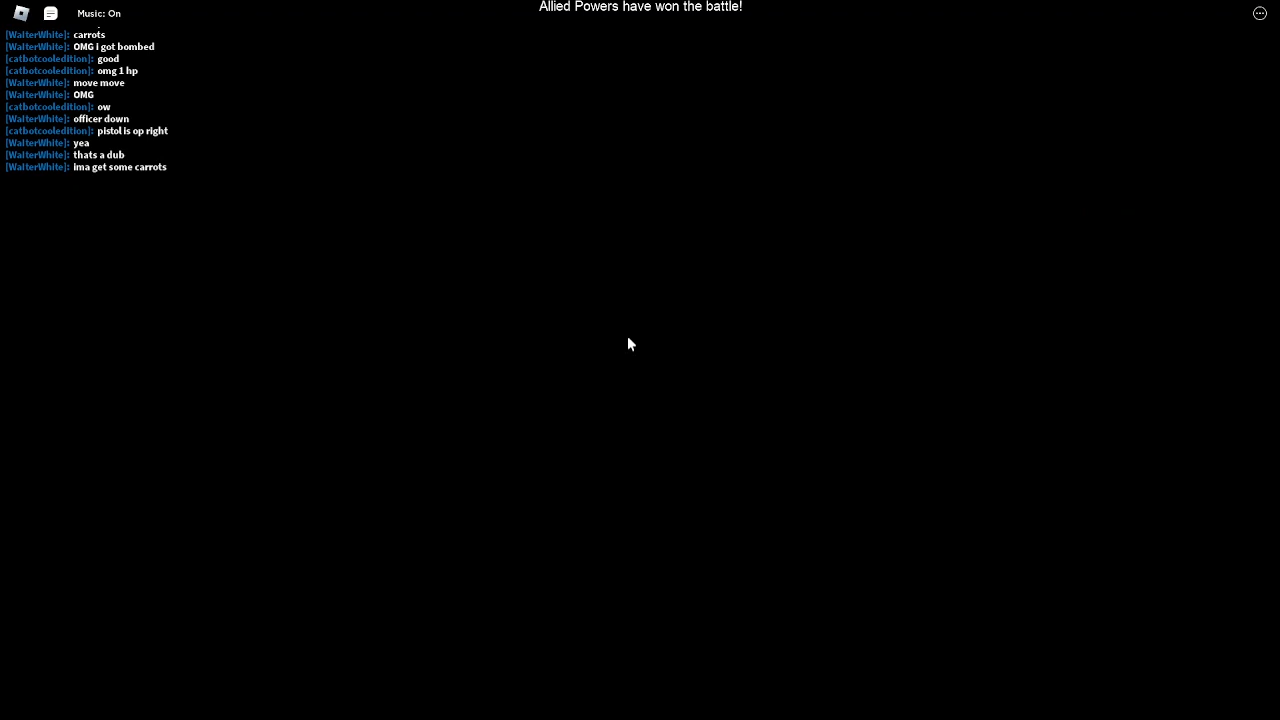 Allied Powers have won the battle!
Music: On
[WalterWhite]: carrots
[WalterWhite]: OMG i got bombed
[catbotcooledition]: good
[catbotcooledition]: omg 1 hp
[WalterWhite]: move move
[WalterWhite]: OMG
[catbotcooledition]: ow
[WalterWhite]: officer down
[catbotcooledition]: pistol is op right
[WalterWhite]: yea
[WalterWhite]: thats a dub
[WalterWhite]: ima get some carrots